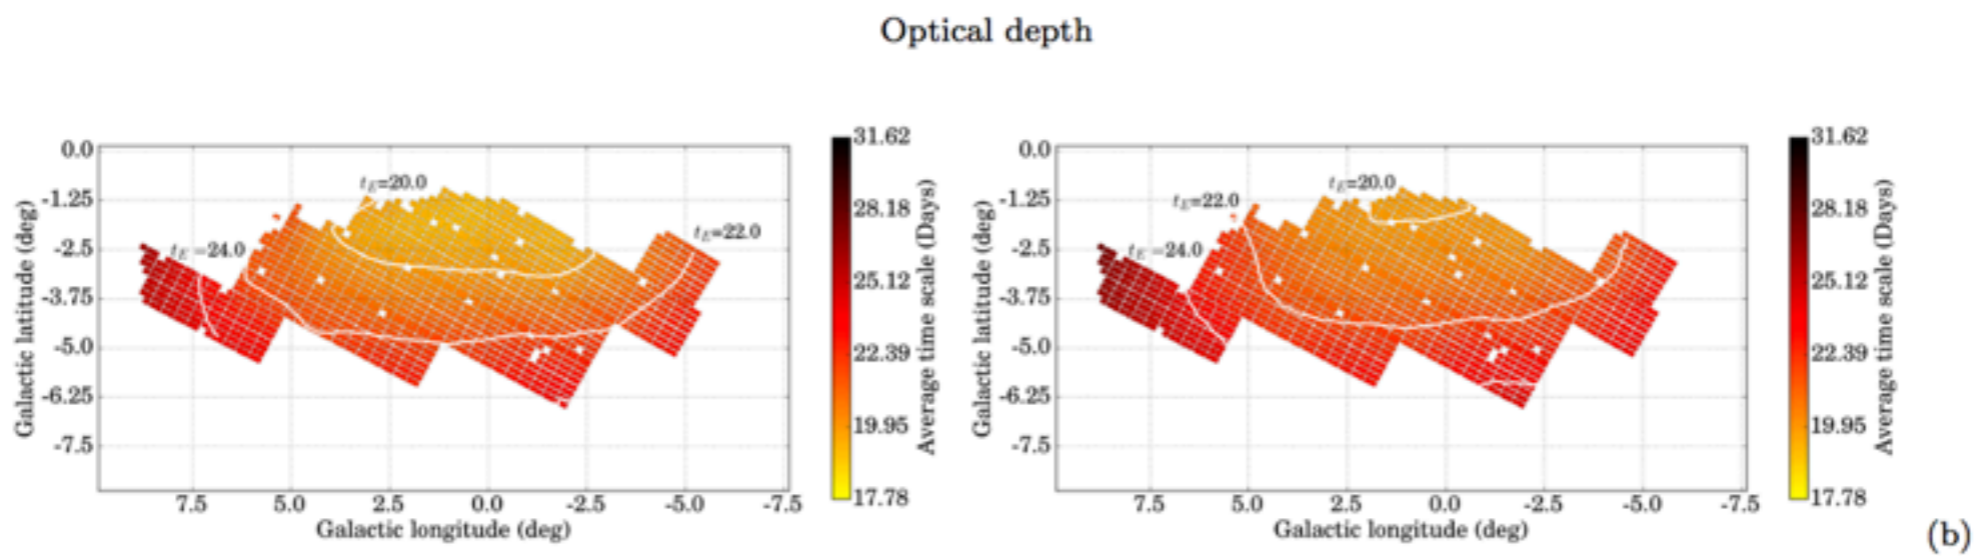 Optical depth
0.0
-1.25
-2.5
-3.75
-5.0
-6.25
-7.5
Galactic latitude (deg)
7.5 5.0 2.5 0.0 -2.5 -5.0 -7.5
Galactic longitude (deg)
tE=20.0
tE=22.0
tE=24.0
31.62
28.18
25.12
22.39
19.95
17.78
Average time scale (Days)
0.0
-1.25
-2.5
-3.75
-5.0
-6.25
-7.5
Galactic latitude (deg)
7.5 5.0 2.5 0.0 -2.5 -5.0 -7.5
Galactic longitude (deg)
tE=20.0
tE=22.0
tE=24.0
31.62
28.18
25.12
22.39
19.95
17.78
Average time scale (Days)
(b)